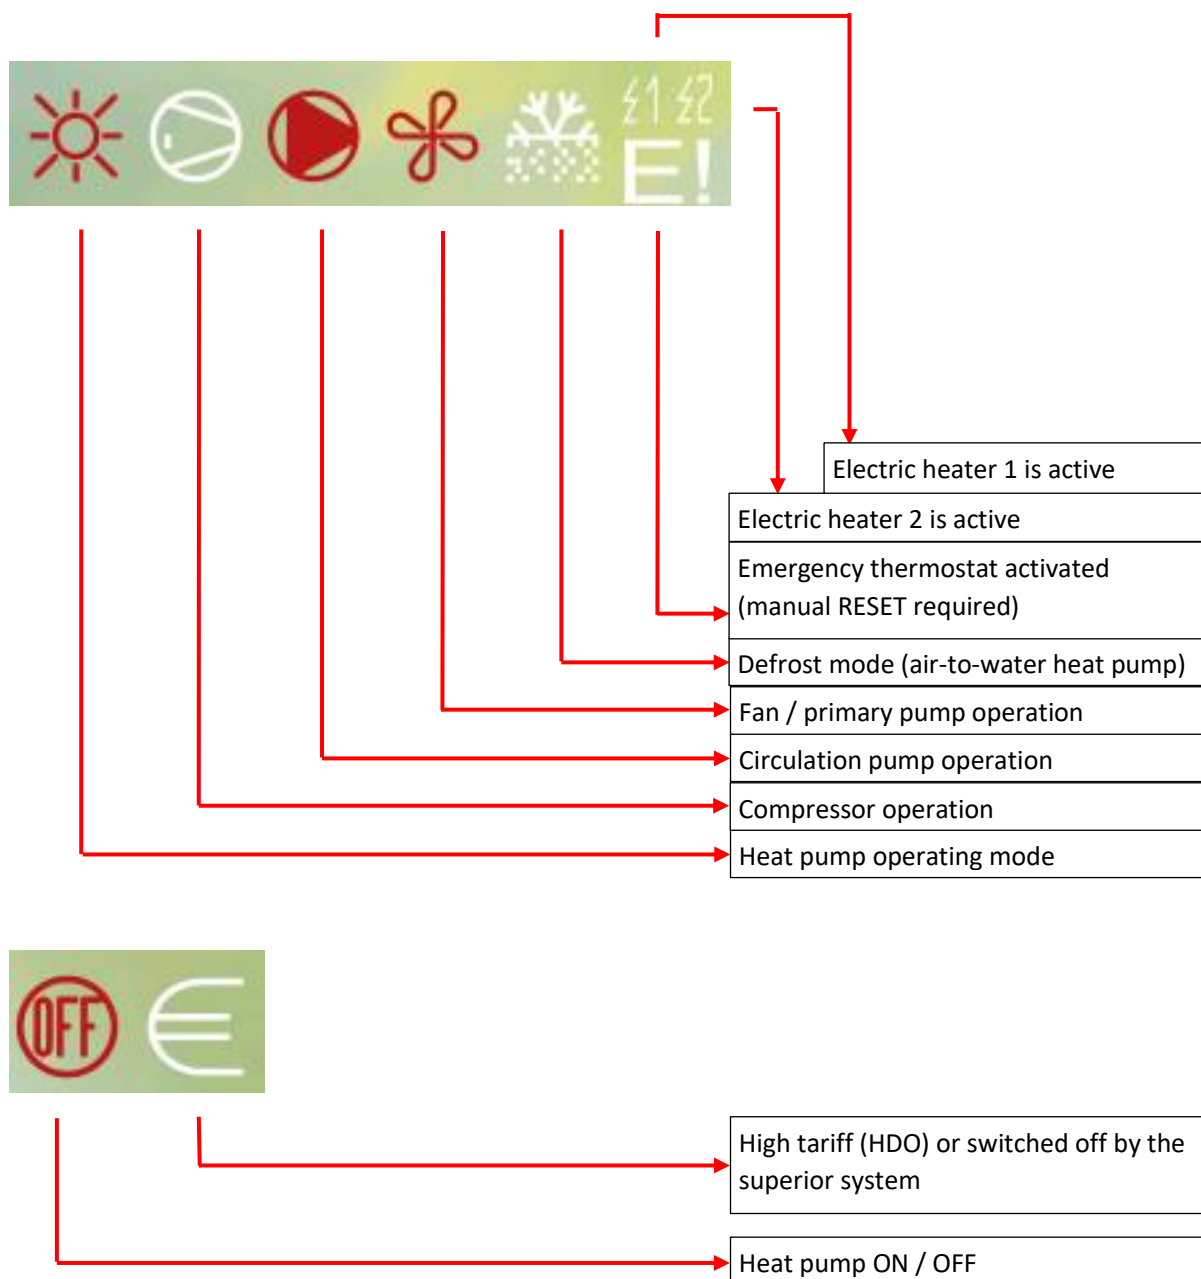 1 2
E!
Electric heater 1 is active
Electric heater 2 is active
Emergency thermostat activated
(manual RESET required)
Defrost mode (air-to-water heat pump)
Fan / primary pump operation
Circulation pump operation
Compressor operation
Heat pump operating mode
OFF
High tariff (HDO) or switched off by the
superior system
Heat pump ON / OFF